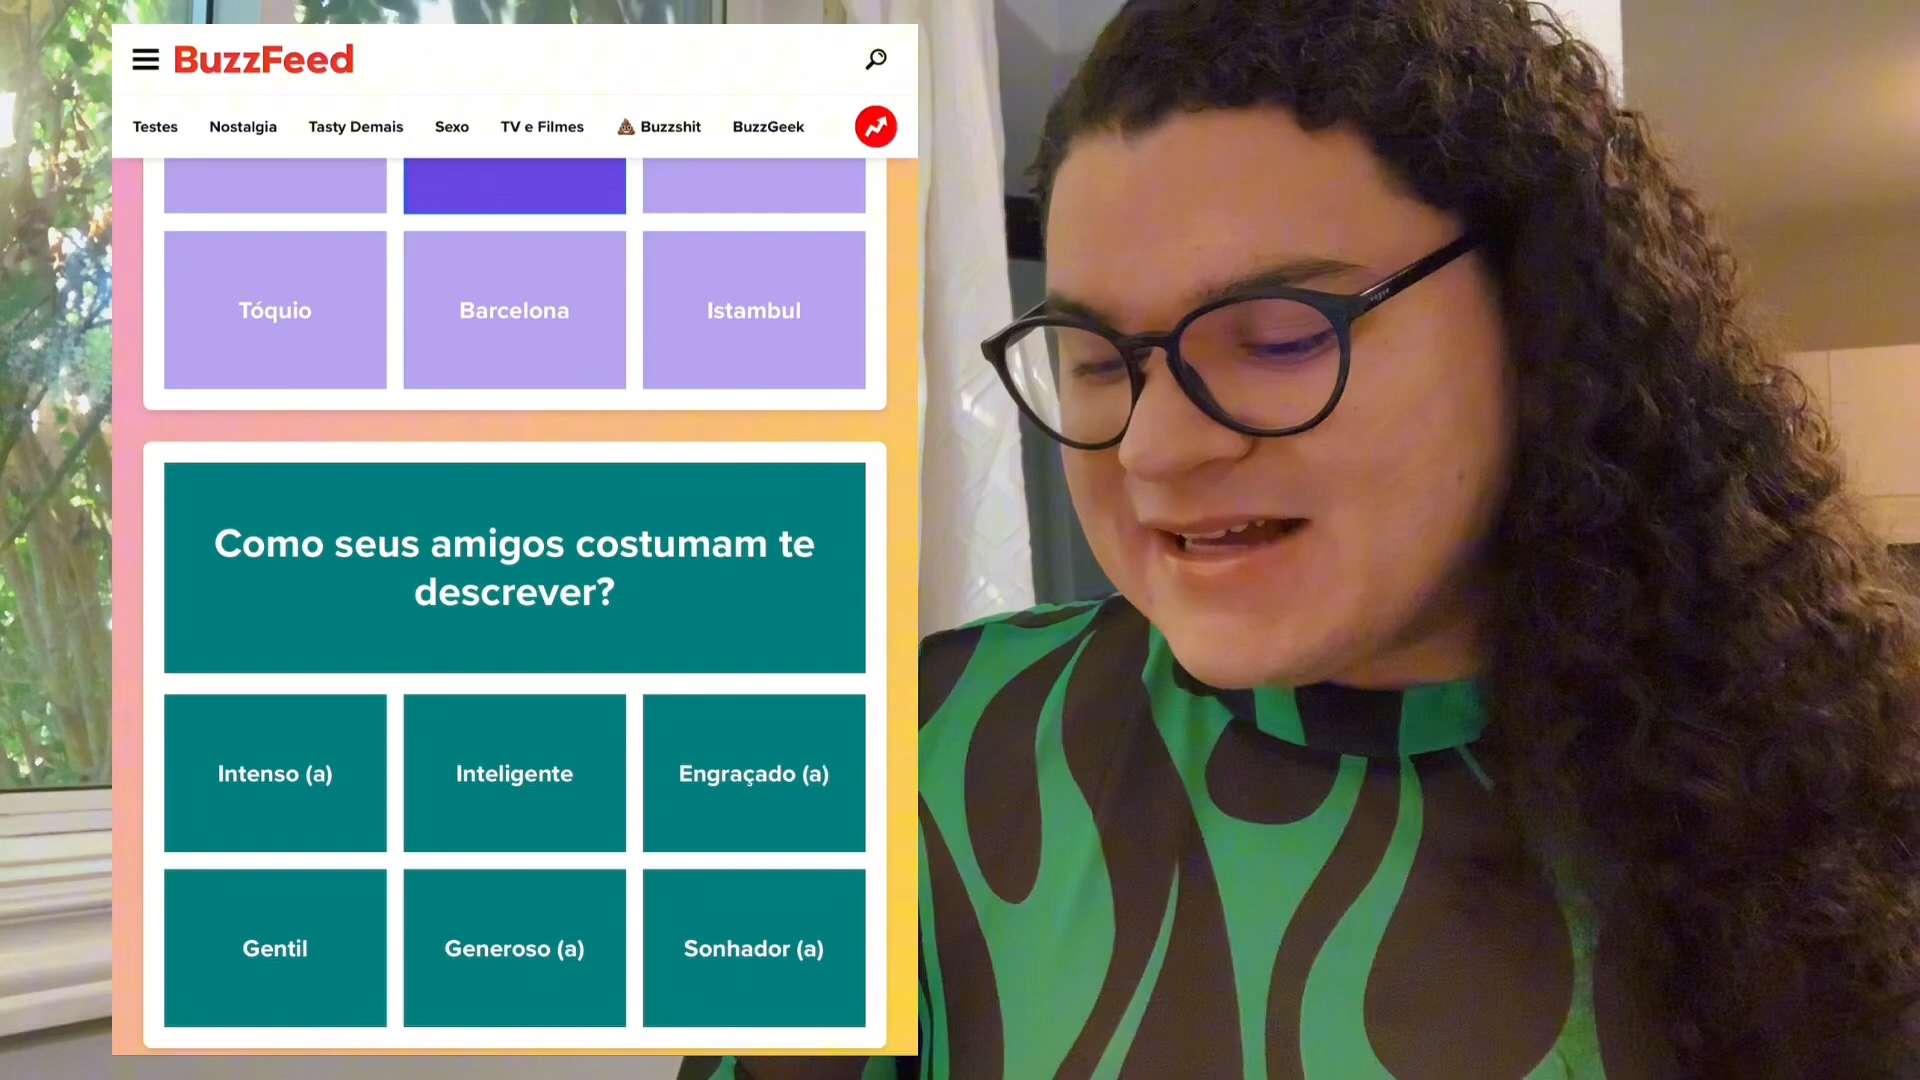 BuzzFeed
Testes Nostalgia Tasty Demais Sexo TV e Filmes 💩 Buzzshit BuzzGeek
Tóquio Barcelona Istambul
Como seus amigos costumam te
descrever?
Intenso (a) Inteligente Engraçado (a)
Gentil Generoso (a) Sonhador (a)
vogue